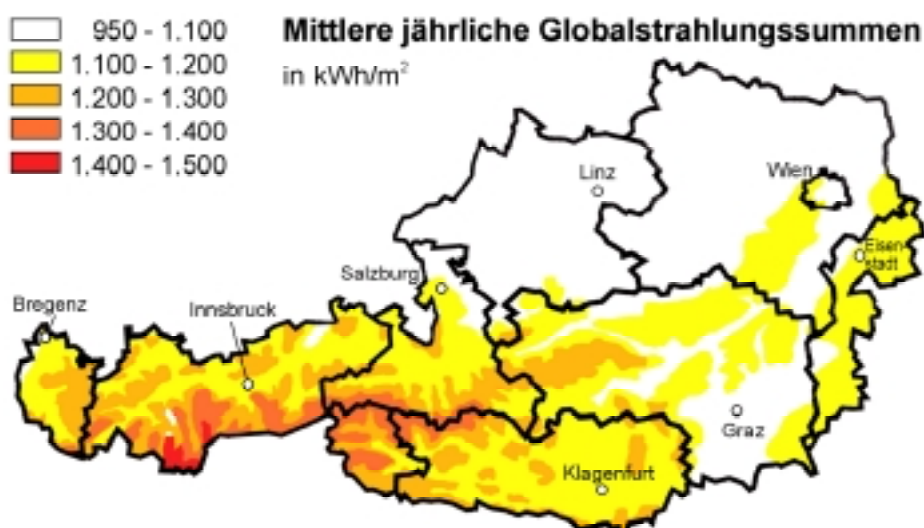 Mittlere jährliche Globalstrahlungssummen
in kWh/m²
950 - 1.100
1.100 - 1.200
1.200 - 1.300
1.300 - 1.400
1.400 - 1.500
Linz
Wien
Eisen-
stadt
Salzburg
Bregenz
Innsbruck
Graz
Klagenfurt